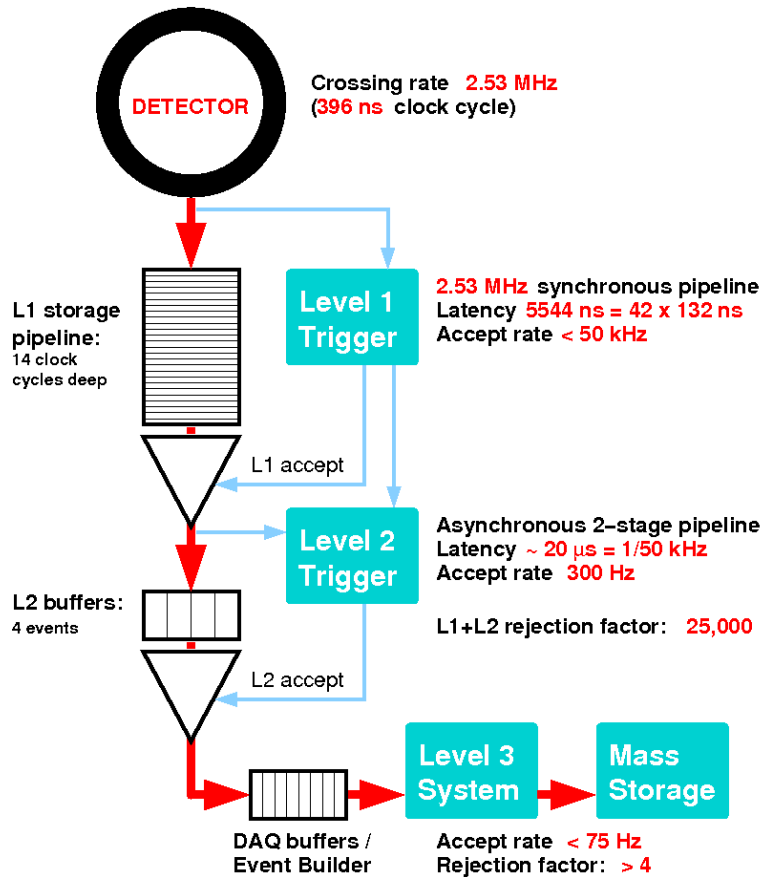 DETECTOR
Crossing rate 2.53 MHz
(396 ns clock cycle)
L1 storage
pipeline:
14 clock
cycles deep
Level 1
Trigger
2.53 MHz synchronous pipeline
Latency 5544 ns = 42 x 132 ns
Accept rate < 50 kHz
L1 accept
Level 2
Trigger
Asynchronous 2−stage pipeline
Latency ~ 20 µs = 1/50 kHz
Accept rate 300 Hz
L2 buffers:
4 events
L1+L2 rejection factor: 25,000
L2 accept
Level 3
System
Mass
Storage
DAQ buffers /
Event Builder
Accept rate < 75 Hz
Rejection factor: > 4